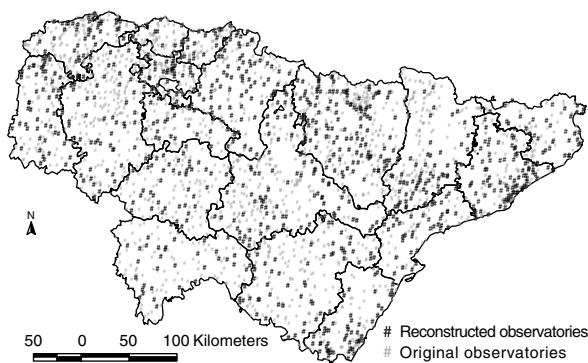 N
50 0 50 100 Kilometers
# Reconstructed observatories
# Original observatories